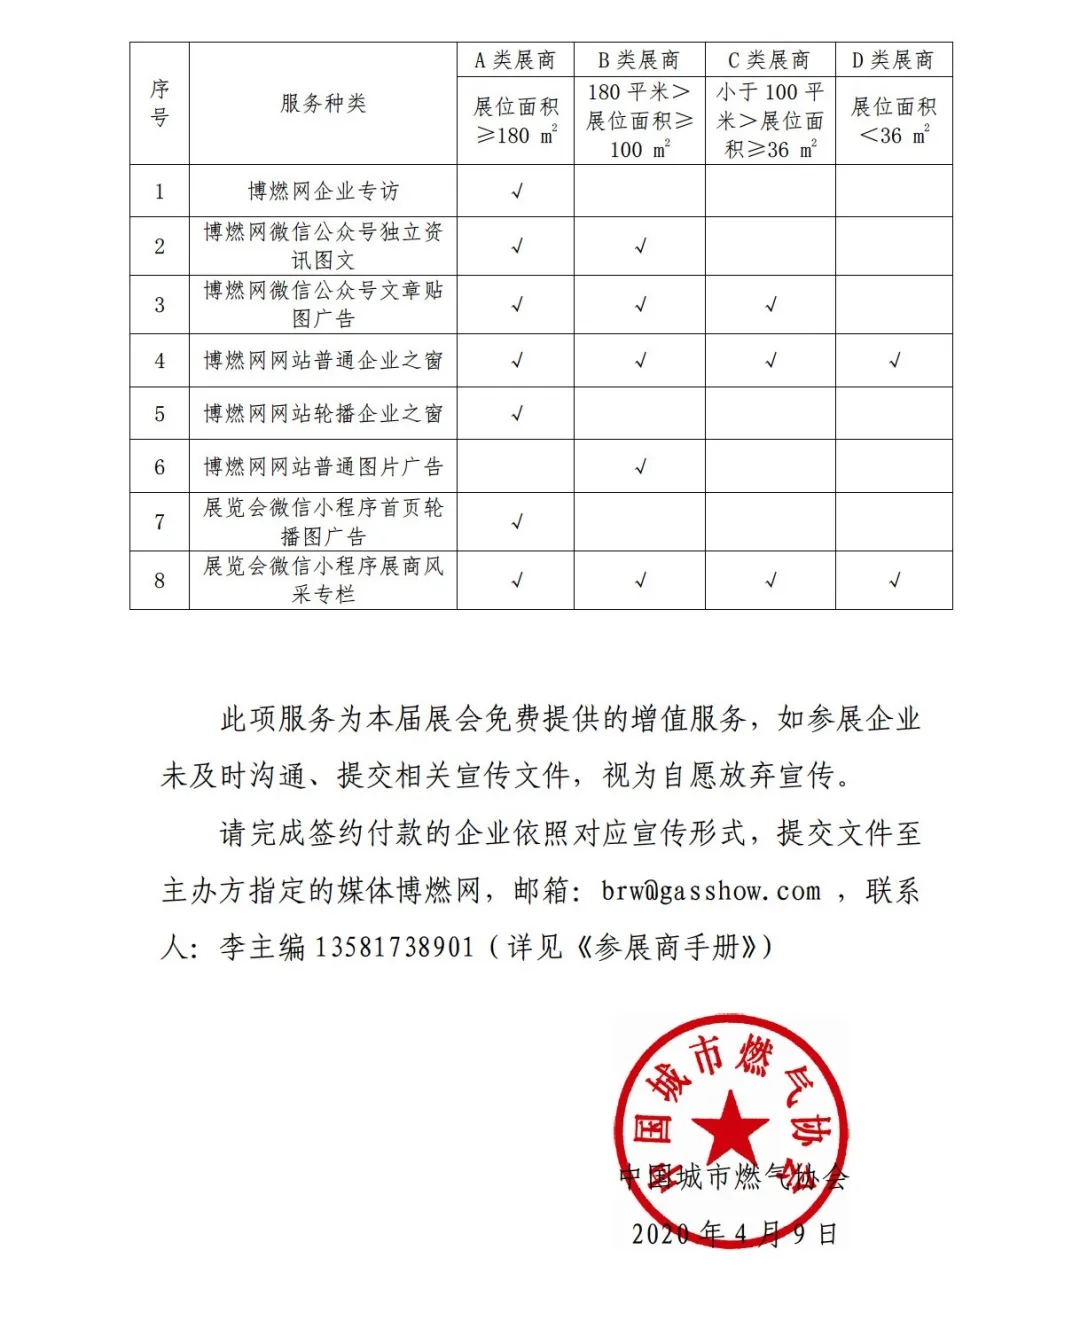 序号 服务种类 A 类展商 B 类展商 C 类展商 D 类展商
展位面积≥180 m² 180 平米＞展位面积≥100 m² 小于 100 平米＞展位面积≥36 m² 展位面积＜36 m²
1 博燃网企业专访 √
2 博燃网微信公众号独立资讯图文 √ √
3 博燃网微信公众号文章贴图广告 √ √ √
4 博燃网网站普通企业之窗 √ √ √ √
5 博燃网网站轮播企业之窗 √
6 博燃网网站普通图片广告 √
7 展览会微信小程序首页轮播图广告 √
8 展览会微信小程序展商风采专栏 √ √ √ √
此项服务为本届展会免费提供的增值服务，如参展企业
未及时沟通、提交相关宣传文件，视为自愿放弃宣传。
请完成签约付款的企业依照对应宣传形式，提交文件至
主办方指定的媒体博燃网，邮箱：brw@gasshow.com ，联系
人：李主编 13581738901（详见《参展商手册》）
中国城市燃气协会
中国城市燃气协会
2020 年 4 月 9 日